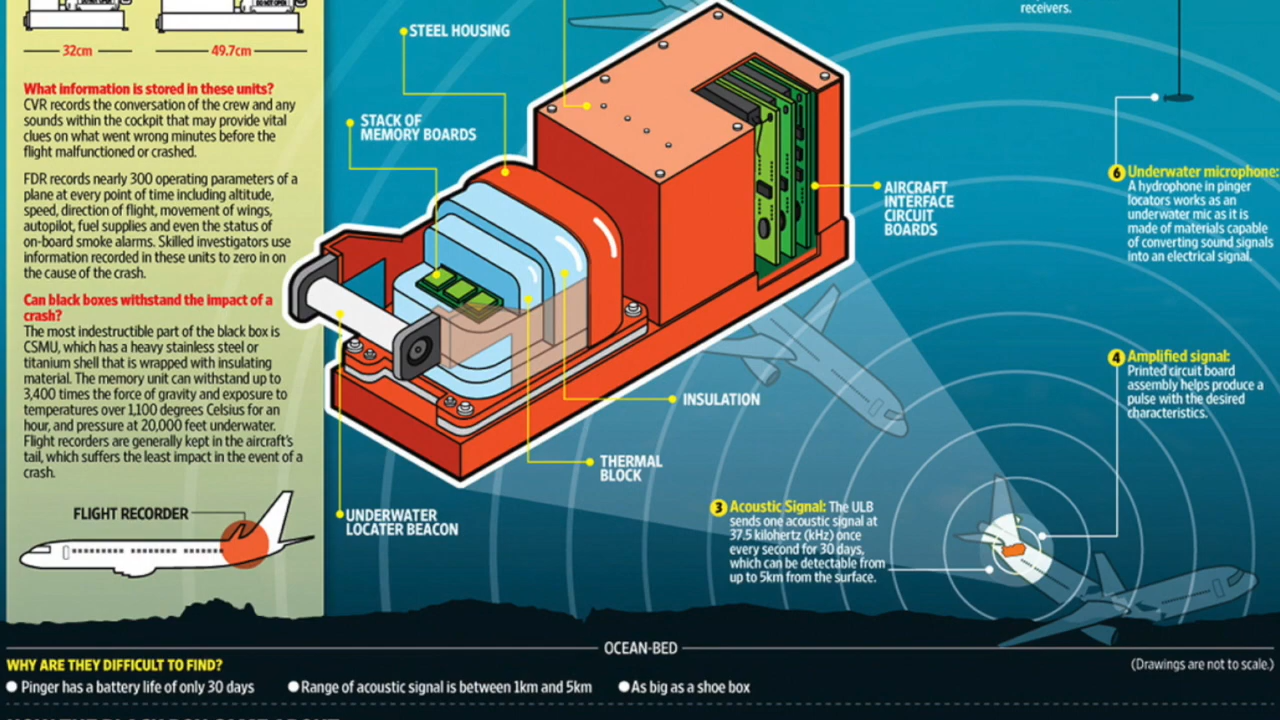 DO NOT OPEN
DO NOT OPEN
32cm
49.7cm
What information is stored in these units?
CVR records the conversation of the crew and any
sounds within the cockpit that may provide vital
clues on what went wrong minutes before the
flight malfunctioned or crashed.
FDR records nearly 300 operating parameters of a
plane at every point of time including altitude,
speed, direction of flight, movement of wings,
autopilot, fuel supplies and even the status of
on-board smoke alarms. Skilled investigators use
information recorded in these units to zero in on
the cause of the crash.
Can black boxes withstand the impact of a
crash?
The most indestructible part of the black box is
CSMU, which has a heavy stainless steel or
titanium shell that is wrapped with insulating
material. The memory unit can withstand up to
3,400 times the force of gravity and exposure to
temperatures over 1,100 degrees Celsius for an
hour, and pressure at 20,000 feet underwater.
Flight recorders are generally kept in the aircraft's
tail, which suffers the least impact in the event of a
crash.
FLIGHT RECORDER
STEEL HOUSING
STACK OF
MEMORY BOARDS
AIRCRAFT
INTERFACE
CIRCUIT
BOARDS
INSULATION
THERMAL
BLOCK
UNDERWATER
LOCATER BEACON
receivers.
6 Underwater microphone:
A hydrophone in pinger
locators works as an
underwater mic as it is
made of materials capable
of converting sound signals
into an electrical signal.
4 Amplified signal:
Printed circuit board
assembly helps produce a
pulse with the desired
characteristics.
3 Acoustic Signal: The ULB
sends one acoustic signal at
37.5 kilohertz (kHz) once
every second for 30 days,
which can be detectable from
up to 5km from the surface.
OCEAN-BED
WHY ARE THEY DIFFICULT TO FIND?
(Drawings are not to scale.)
● Pinger has a battery life of only 30 days ● Range of acoustic signal is between 1km and 5km ● As big as a shoe box